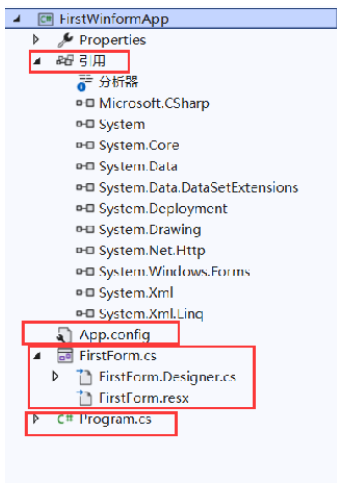 FirstWinformApp
Properties
引用
分析器
Microsoft.CSharp
System
System.Core
System.Data
System.Data.DataSetExtensions
System.Deployment
System.Drawing
System.Net.Http
System.Windows.Forms
System.Xml
System.Xml.Linq
App.config
FirstForm.cs
FirstForm.Designer.cs
FirstForm.resx
C# Program.cs